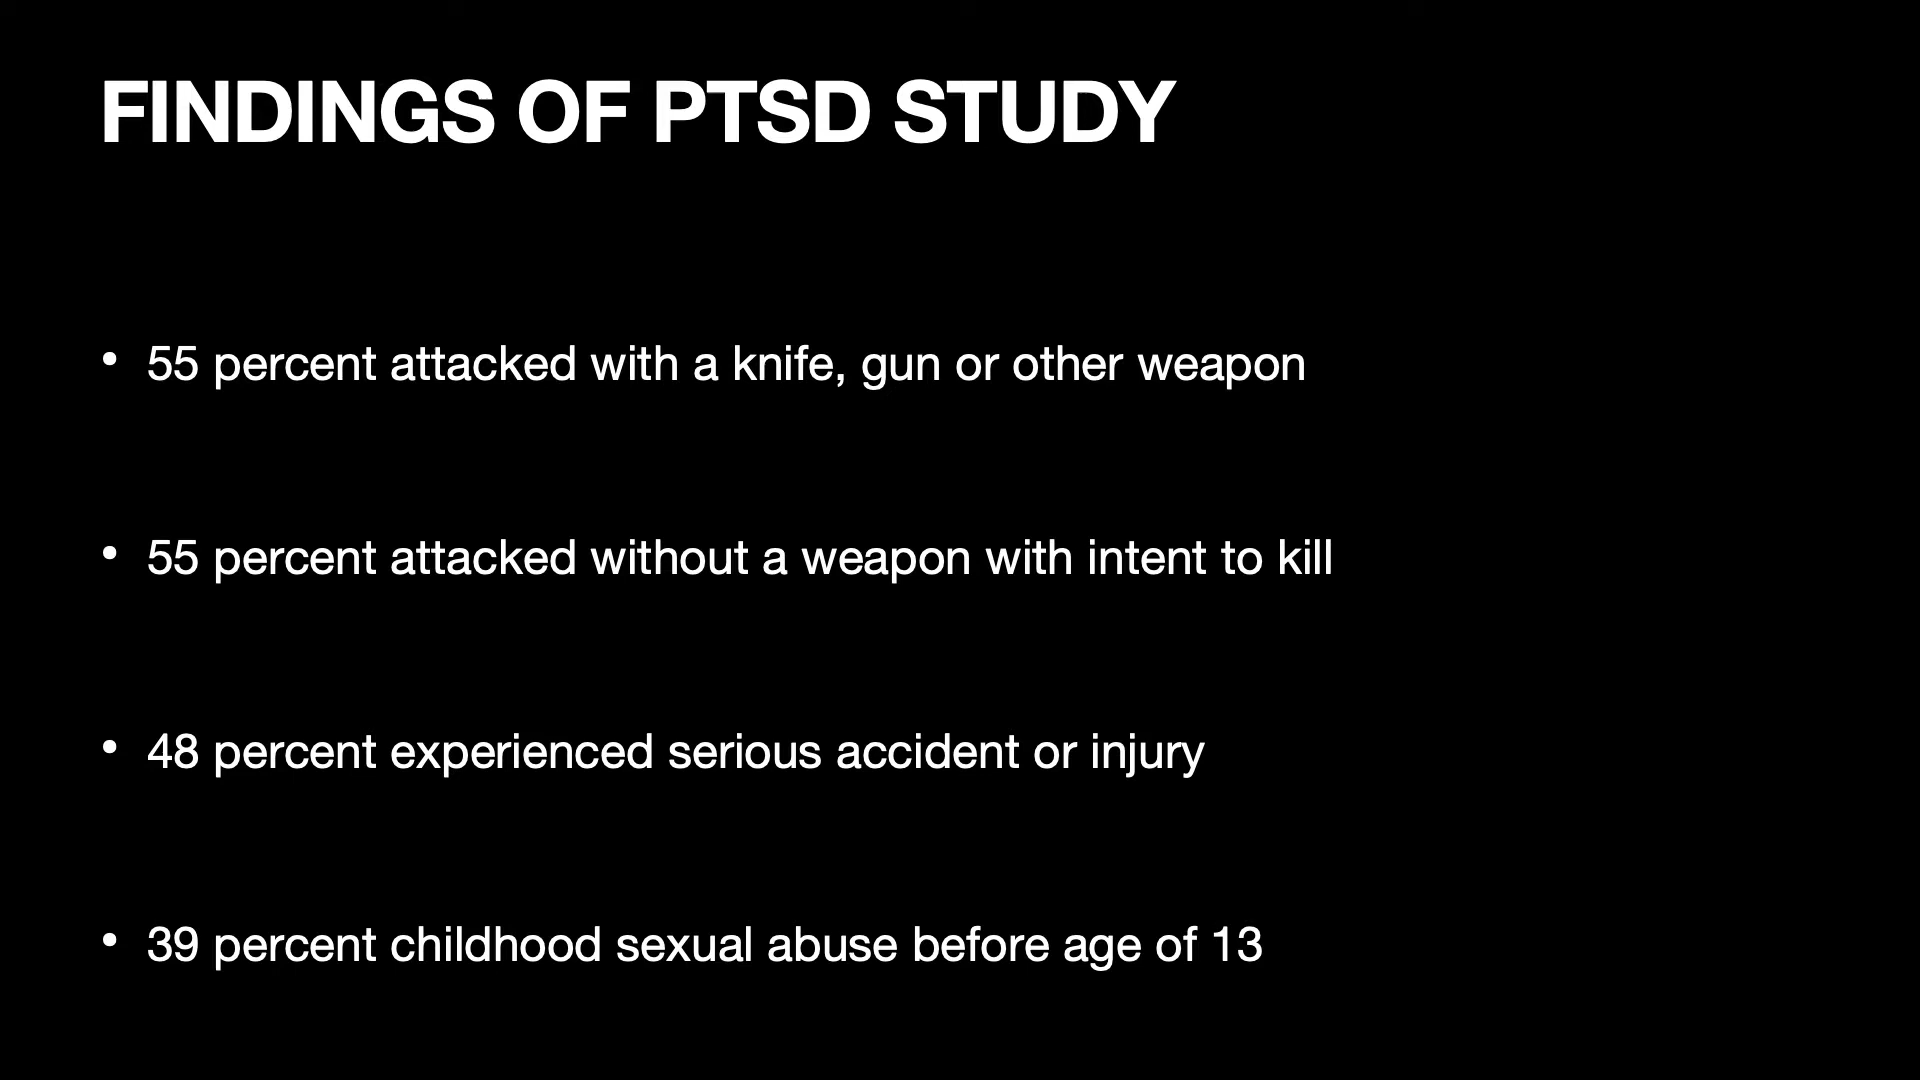 FINDINGS OF PTSD STUDY
• 55 percent attacked with a knife, gun or other weapon
• 55 percent attacked without a weapon with intent to kill
• 48 percent experienced serious accident or injury
• 39 percent childhood sexual abuse before age of 13